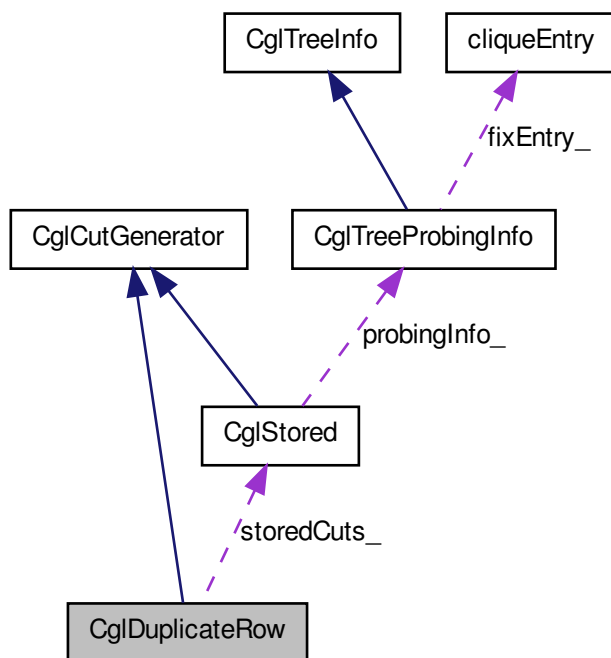 CglTreeInfo
cliqueEntry
fixEntry_
CglCutGenerator
CglTreeProbingInfo
probingInfo_
CglStored
storedCuts_
CglDuplicateRow